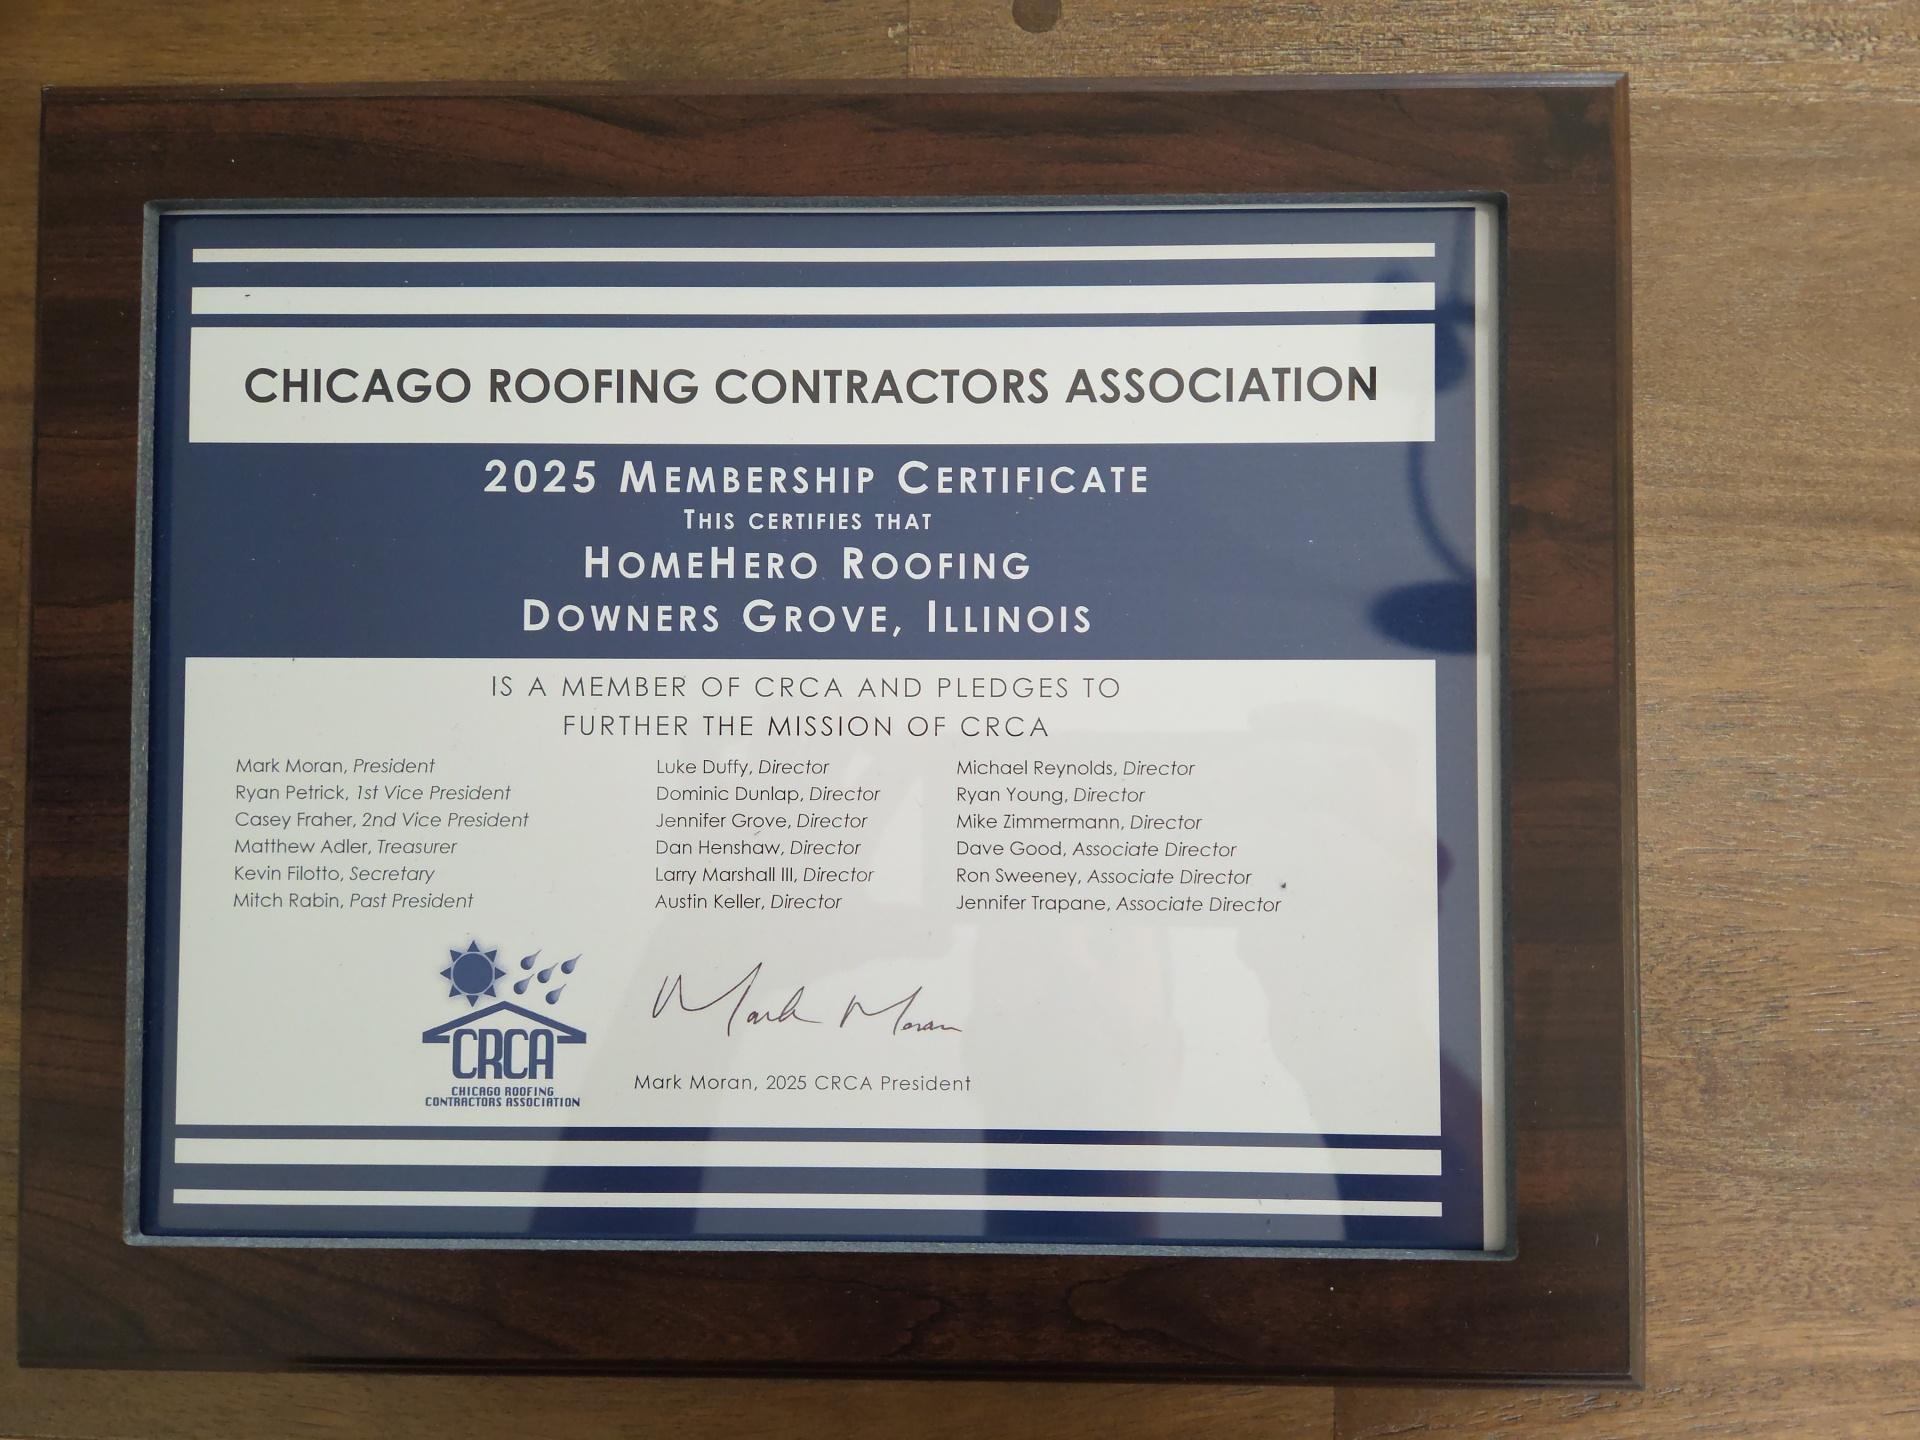 CHICAGO ROOFING CONTRACTORS ASSOCIATION
2025 MEMBERSHIP CERTIFICATE
THIS CERTIFIES THAT
HOMEHERO ROOFING
DOWNERS GROVE, ILLINOIS
IS A MEMBER OF CRCA AND PLEDGES TO
FURTHER THE MISSION OF CRCA
Mark Moran, President
Ryan Petrick, 1st Vice President
Casey Fraher, 2nd Vice President
Matthew Adler, Treasurer
Kevin Filotto, Secretary
Mitch Rabin, Past President
Luke Duffy, Director
Dominic Dunlap, Director
Jennifer Grove, Director
Dan Henshaw, Director
Larry Marshall III, Director
Austin Keller, Director
Michael Reynolds, Director
Ryan Young, Director
Mike Zimmermann, Director
Dave Good, Associate Director
Ron Sweeney, Associate Director
Jennifer Trapane, Associate Director
CRCA
CHICAGO ROOFING
CONTRACTORS ASSOCIATION
Mark Moran
Mark Moran, 2025 CRCA President